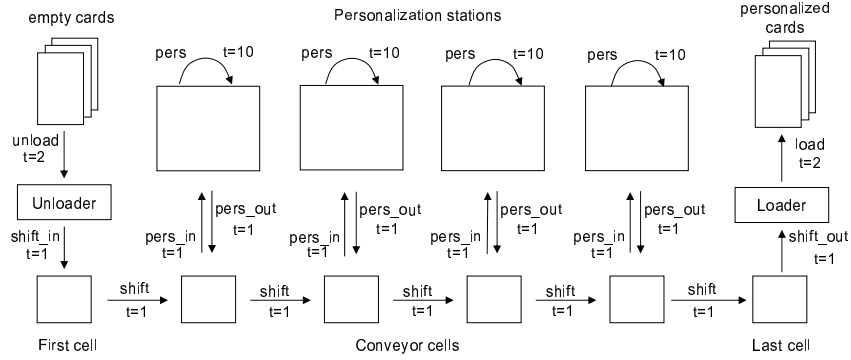 empty cards
Personalization stations
personalized
cards
pers t=10
pers t=10
pers t=10
pers t=10
unload
t=2
load
t=2
Unloader
Loader
shift_in
t=1
pers_in
t=1
pers_out
t=1
pers_in
t=1
pers_out
t=1
pers_in
t=1
pers_out
t=1
pers_in
t=1
pers_out
t=1
shift_out
t=1
shift
t=1
shift
t=1
shift
t=1
shift
t=1
shift
t=1
First cell
Conveyor cells
Last cell